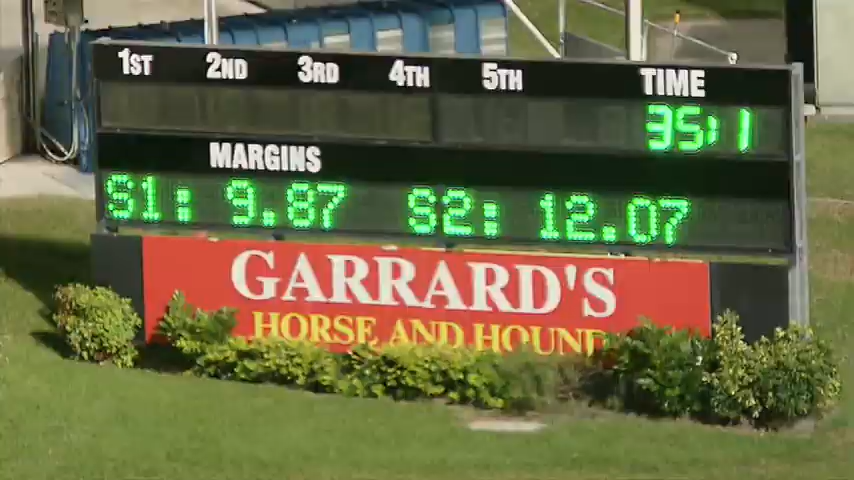 1ST 2ND 3RD 4TH 5TH TIME
35:1
MARGINS
S1: 9.87 S2: 12.07
GARRARD'S
HORSE AND HOUND